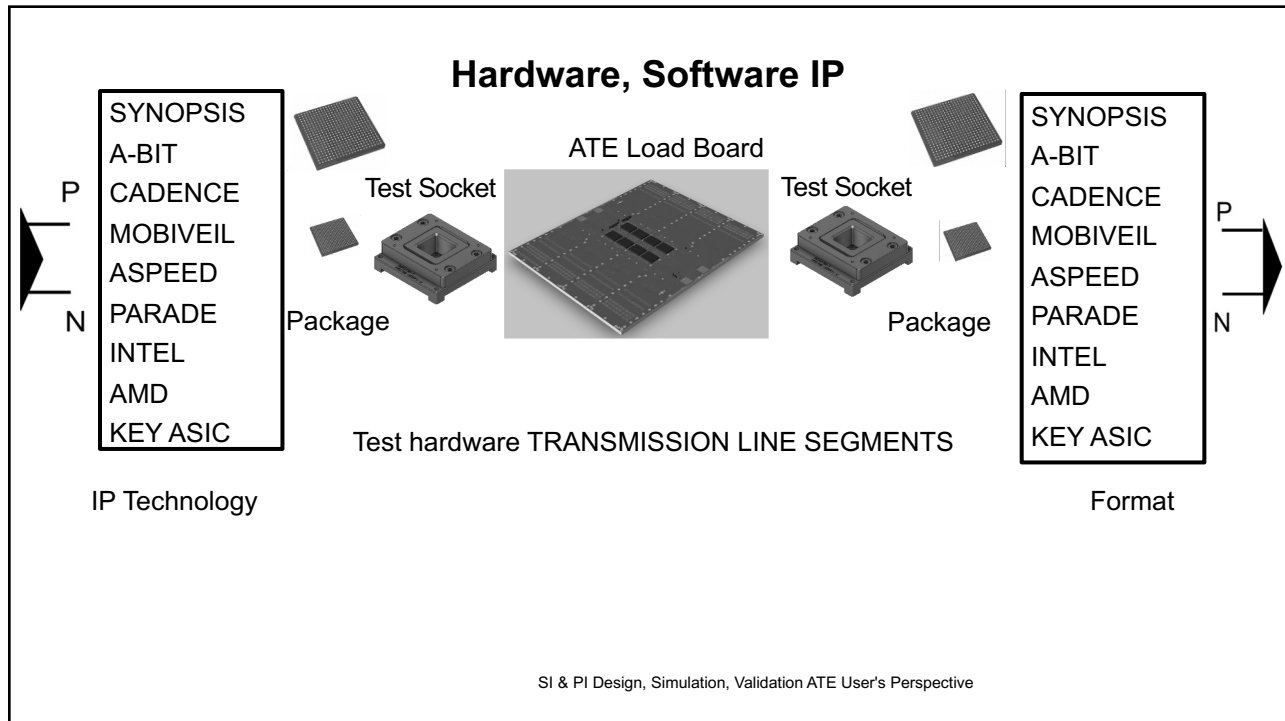 Hardware, Software IP
SYNOPSIS
A-BIT
CADENCE
MOBIVEIL
ASPEED
PARADE
INTEL
AMD
KEY ASIC
P
N
IP Technology
Package
Test Socket
ATE Load Board
Test Socket
Package
Test hardware TRANSMISSION LINE SEGMENTS
SYNOPSIS
A-BIT
CADENCE
MOBIVEIL
ASPEED
PARADE
INTEL
AMD
KEY ASIC
P
N
Format
SI & PI Design, Simulation, Validation ATE User's Perspective